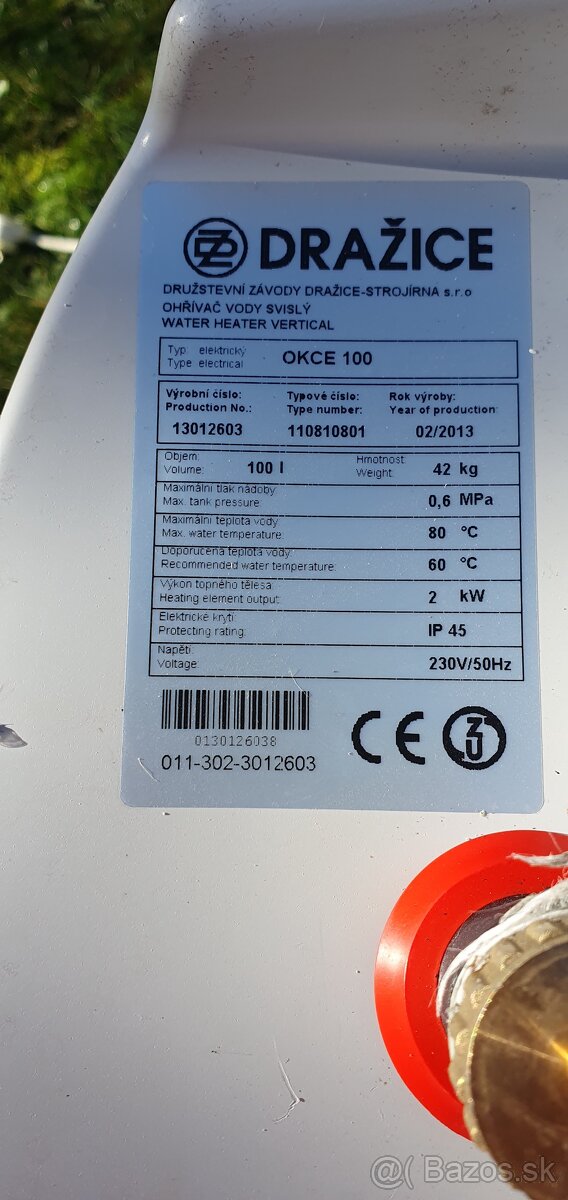 DZ DRAŽICE
DRUŽSTEVNÍ ZÁVODY DRAŽICE-STROJÍRNA s.r.o
OHŘÍVAČ VODY SVISLÝ
WATER HEATER VERTICAL
Typ: elektrický
Type electrical
OKCE 100
Výrobní číslo: Typové číslo: Rok výroby:
Production No.: Type number: Year of production:
13012603 110810801 02/2013
Objem: Hmotnost:
Volume: 100 l Weight: 42 kg
Maximální tlak nádoby:
Max. tank pressure: 0,6 MPa
Maximální teplota vody:
Max. water temperature: 80 °C
Doporučená teplota vody:
Recommended water temperature: 60 °C
Výkon topného tělesa:
Heating element output: 2 kW
Elektrické krytí:
Protecting rating: IP 45
Napětí:
Voltage: 230V/50Hz
0130126038
011-302-3012603
CE
@( Bazos.sk